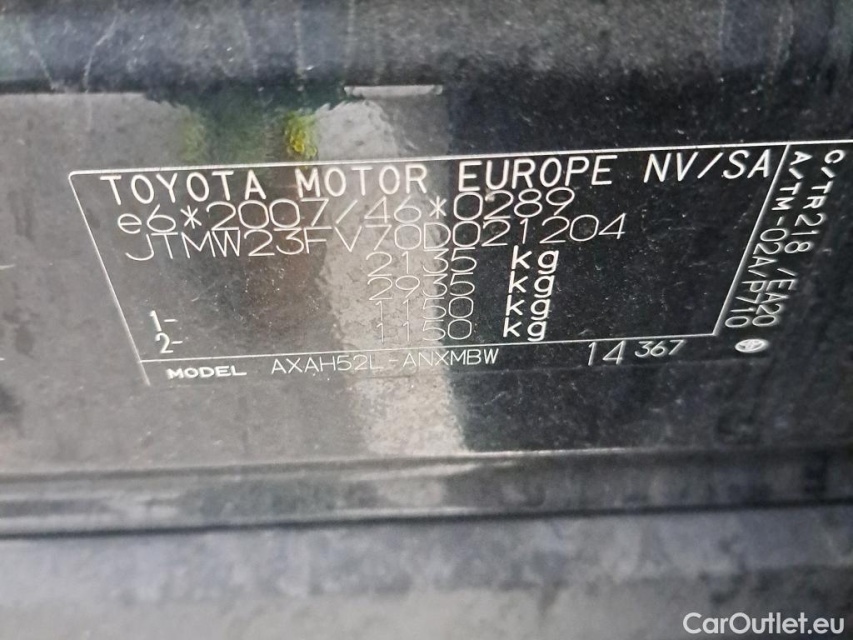 TOYOTA MOTOR EUROPE NV/SA
e6*2007/46*0289
JTMW23FV70D021204
2135 kg
2935 kg
1- 1150 kg
2- 1150 kg
MODEL AXAH52L-ANXMBW
14 367
C/TR218 /EA20
A/TM-02A/P710
CarOutlet.eu